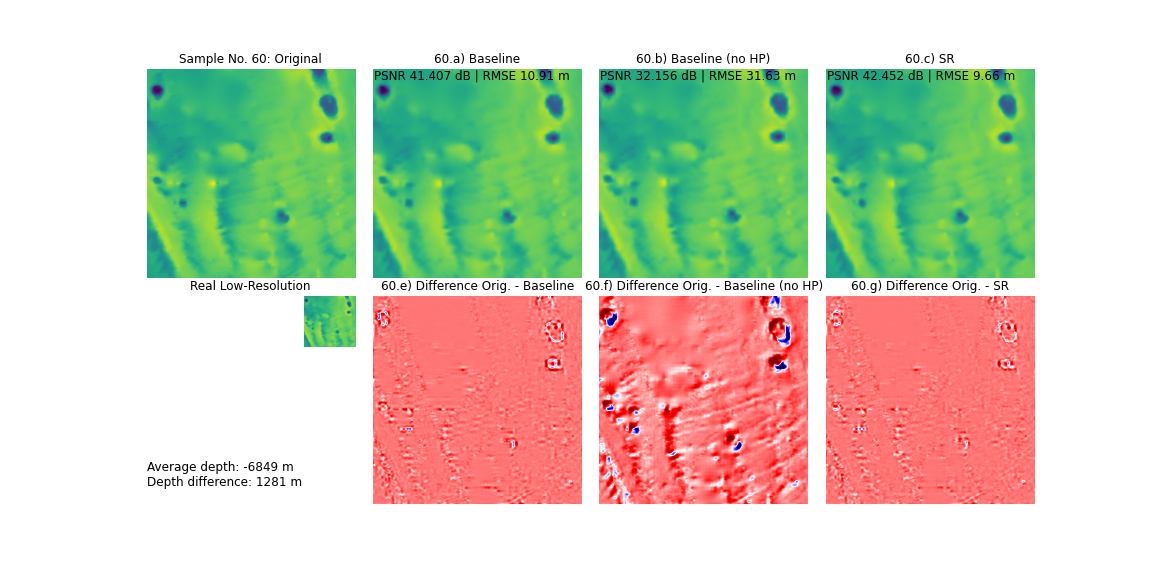 Sample No. 60: Original
60.a) Baseline
60.b) Baseline (no HP)
60.c) SR
PSNR 41.407 dB | RMSE 10.91 m
PSNR 32.156 dB | RMSE 31.63 m
PSNR 42.452 dB | RMSE 9.66 m
Real Low-Resolution
60.e) Difference Orig. - Baseline
60.f) Difference Orig. - Baseline (no HP)
60.g) Difference Orig. - SR
Average depth: -6849 m
Depth difference: 1281 m